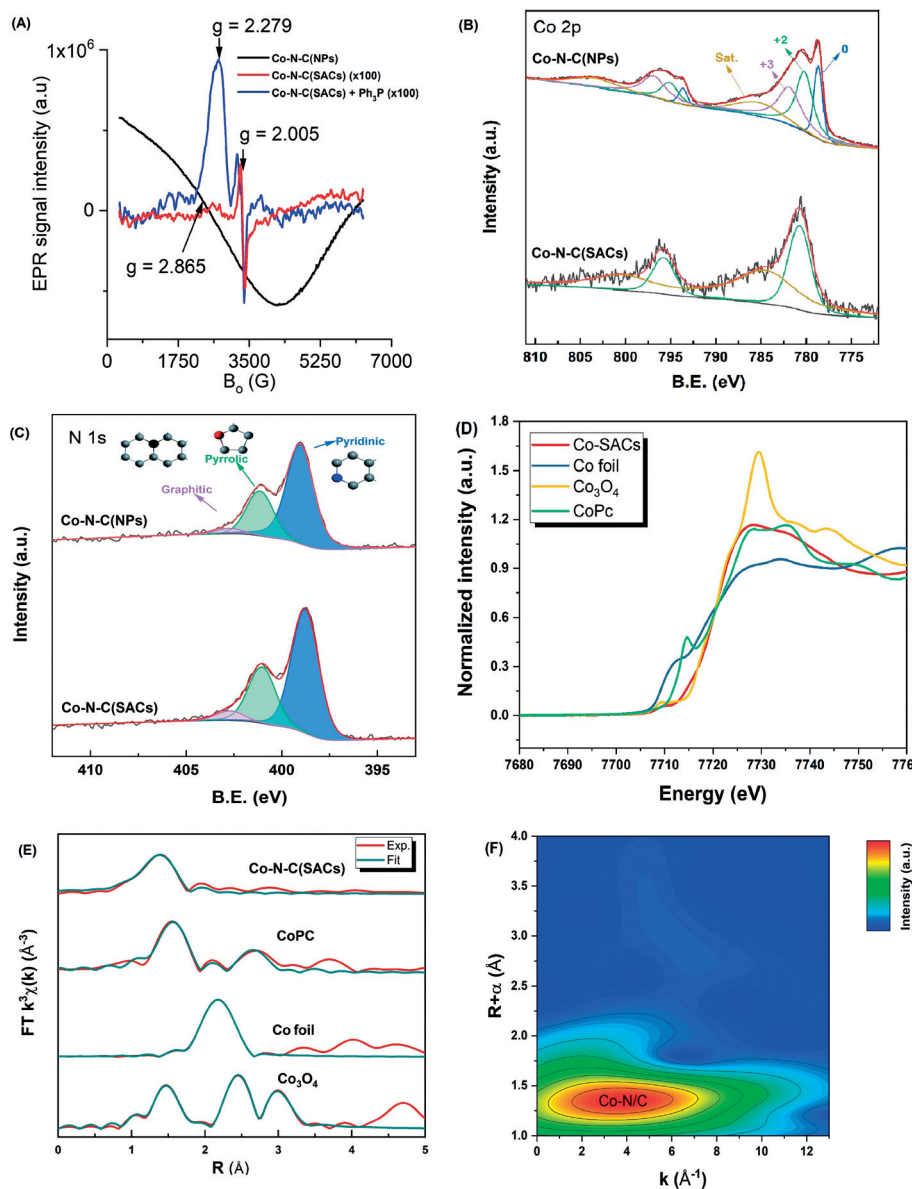 (A)
g = 2.279
1x10⁶
Co-N-C(NPs)
Co-N-C(SACs) (x100)
Co-N-C(SACs) + Ph₃P (x100)
g = 2.005
0
g = 2.865
EPR signal intensity (a.u)
0 1750 3500 5250 7000
B₀ (G)
(B)
Co 2p
Co-N-C(NPs)
Sat.
+3
+2
0
Co-N-C(SACs)
Intensity (a.u.)
810 805 800 795 790 785 780 775
B.E. (eV)
(C)
N 1s
Pyrrolic
Pyridinic
Graphitic
Co-N-C(NPs)
Co-N-C(SACs)
Intensity (a.u.)
410 405 400 395
B.E. (eV)
(D)
Co-SACs
Co foil
Co₃O₄
CoPc
Normalized intensity (a.u.)
1.8
1.5
1.2
0.9
0.6
0.3
0.0
7680 7690 7700 7710 7720 7730 7740 7750 776
Energy (eV)
(E)
Exp.
Fit
Co-N-C(SACs)
CoPC
Co foil
Co₃O₄
FT k³χ(k) (Å⁻³)
0 1 2 3 4 5
R (Å)
(F)
4.0
3.5
3.0
2.5
2.0
1.5
1.0
R+α (Å)
Co-N/C
0 2 4 6 8 10 12
k (Å⁻¹)
Intensity (a.u.)